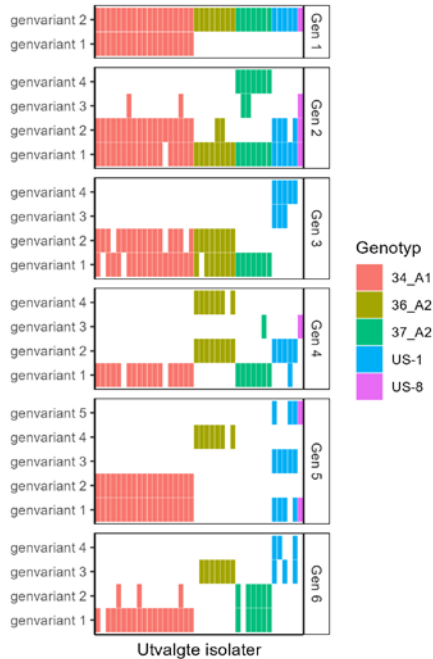 genvariant 2
genvariant 1
Gen 1
genvariant 4
genvariant 3
genvariant 2
genvariant 1
Gen 2
genvariant 4
genvariant 3
genvariant 2
genvariant 1
Gen 3
genvariant 4
genvariant 3
genvariant 2
genvariant 1
Gen 4
genvariant 5
genvariant 4
genvariant 3
genvariant 2
genvariant 1
Gen 5
genvariant 4
genvariant 3
genvariant 2
genvariant 1
Gen 6
Utvalgte isolater
Genotyp
34_A1
36_A2
37_A2
US-1
US-8